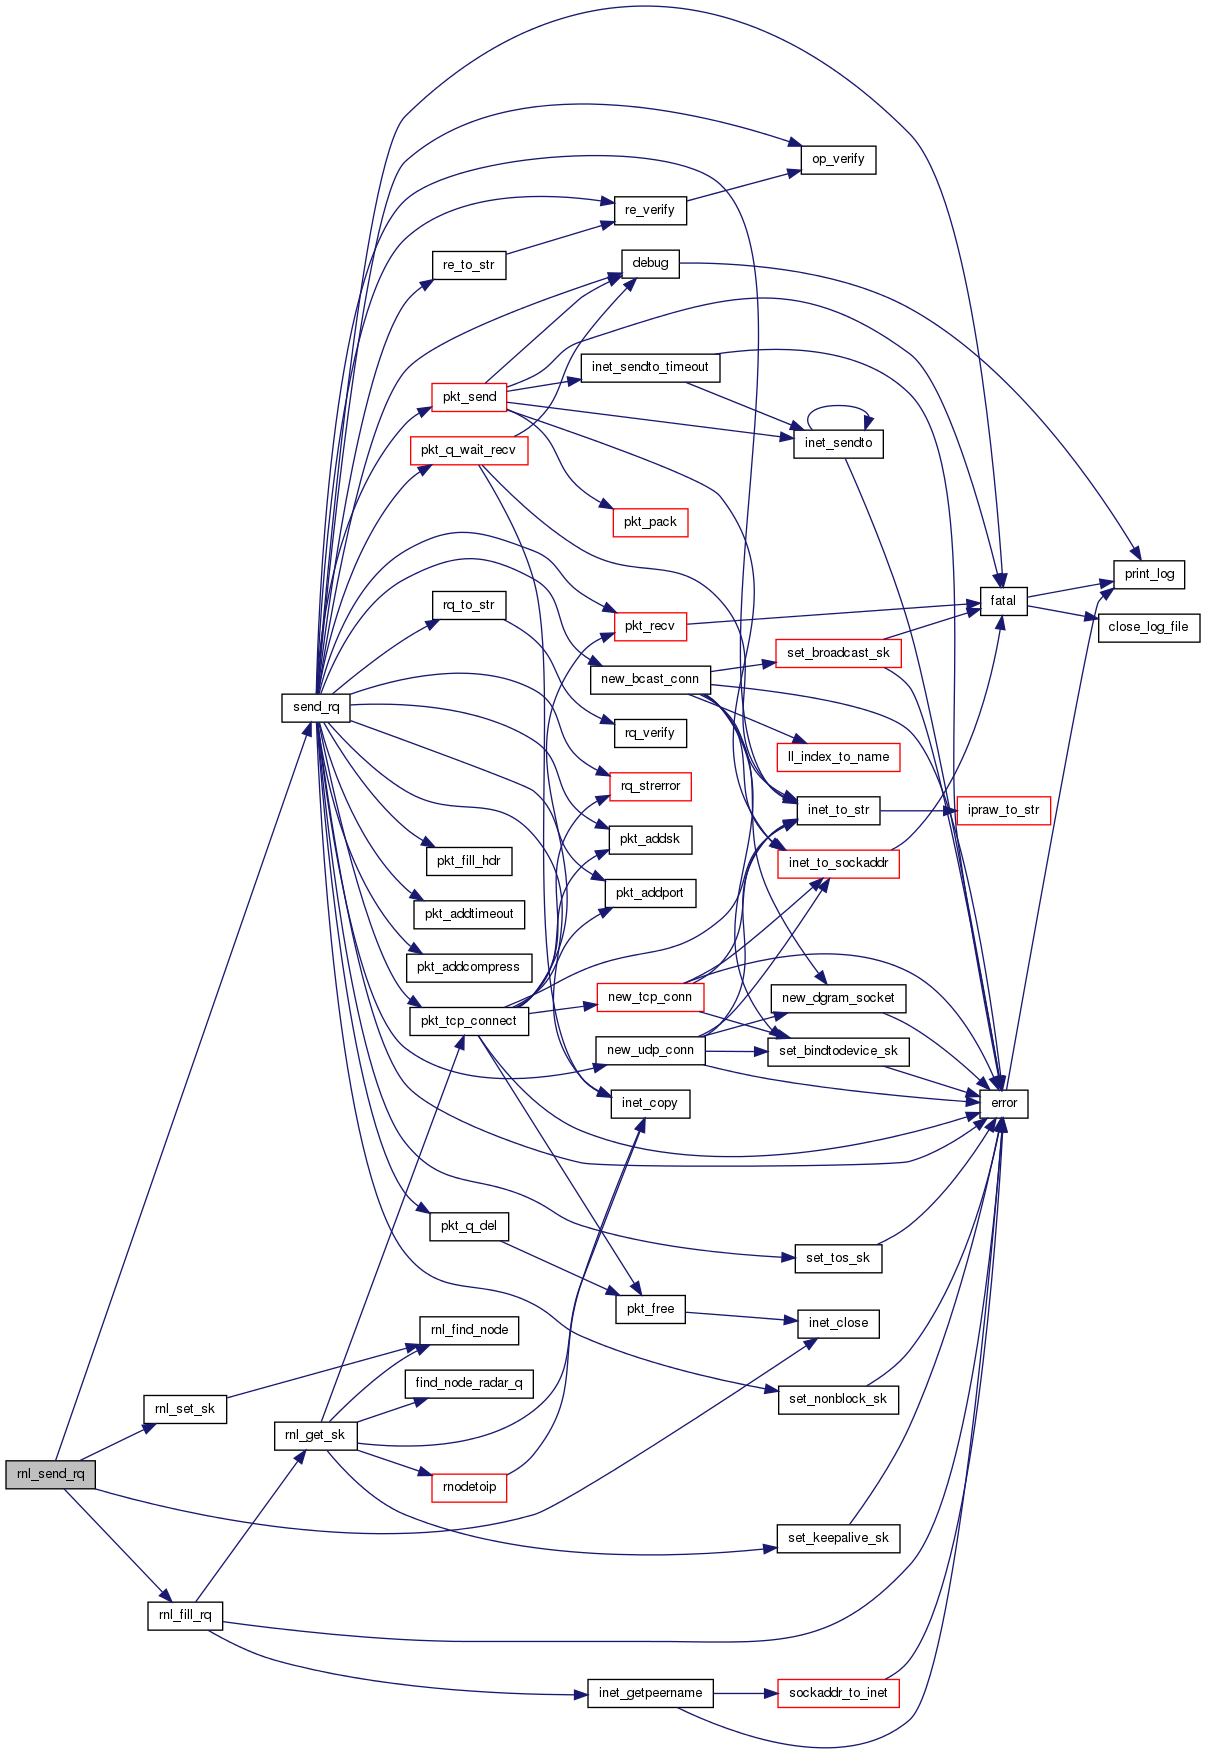 op_verify
re_verify
re_to_str
debug
inet_sendto_timeout
pkt_send
inet_sendto
pkt_q_wait_recv
pkt_pack
print_log
fatal
rq_to_str
close_log_file
pkt_recv
set_broadcast_sk
new_bcast_conn
send_rq
rq_verify
ll_index_to_name
rq_strerror
inet_to_str
ipraw_to_str
pkt_addsk
pkt_fill_hdr
inet_to_sockaddr
pkt_addport
pkt_addtimeout
pkt_addcompress
new_tcp_conn
new_dgram_socket
pkt_tcp_connect
new_udp_conn
set_bindtodevice_sk
inet_copy
error
pkt_q_del
set_tos_sk
pkt_free
inet_close
rnl_find_node
find_node_radar_q
set_nonblock_sk
rnl_set_sk
rnl_get_sk
rnl_send_rq
rnodetoip
set_keepalive_sk
rnl_fill_rq
inet_getpeername
sockaddr_to_inet